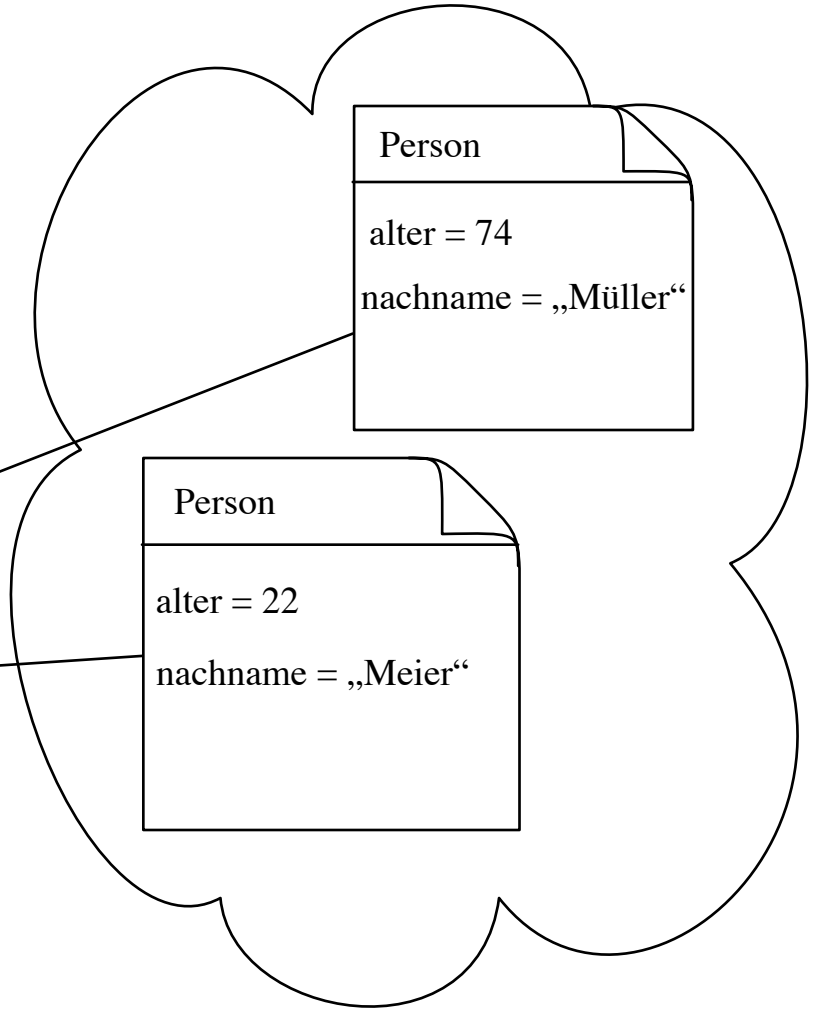 Person
alter = 74
nachname = „Müller“
Person
alter = 22
nachname = „Meier“